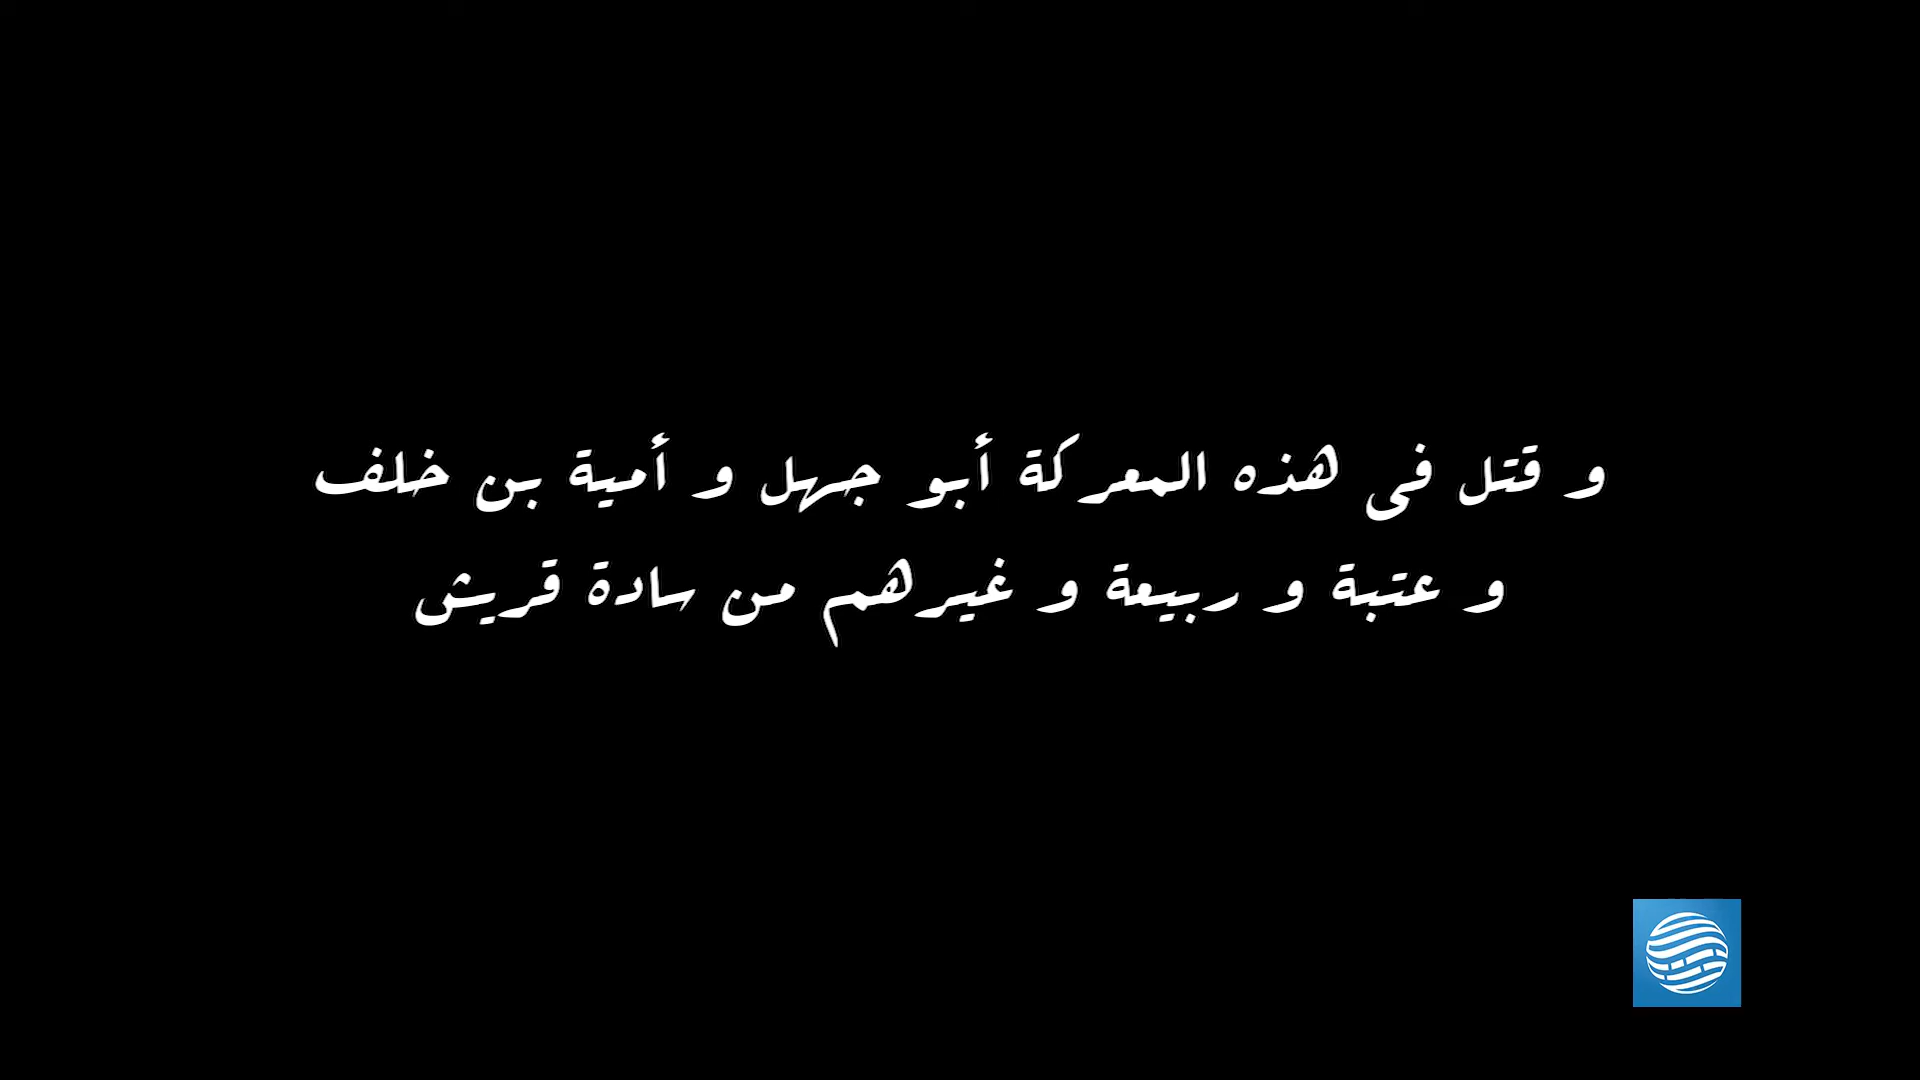 و قتل فى هذه المعركة أبو جهل و أمية بن خلف
و عتبة و ربيعة و غيرهم من سادة قريش